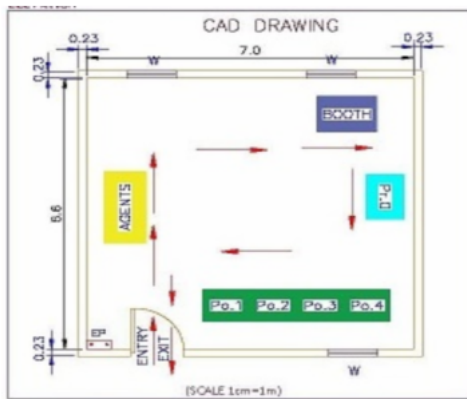 CAD DRAWING
0.23
7.0
0.23
W
W
0.23
BOOTH
AGENTS
Pr.O
6.6
Po.1 Po.2 Po.3 Po.4
EP
ENTRY
EXIT
0.23
W
(SCALE 1cm=1m)